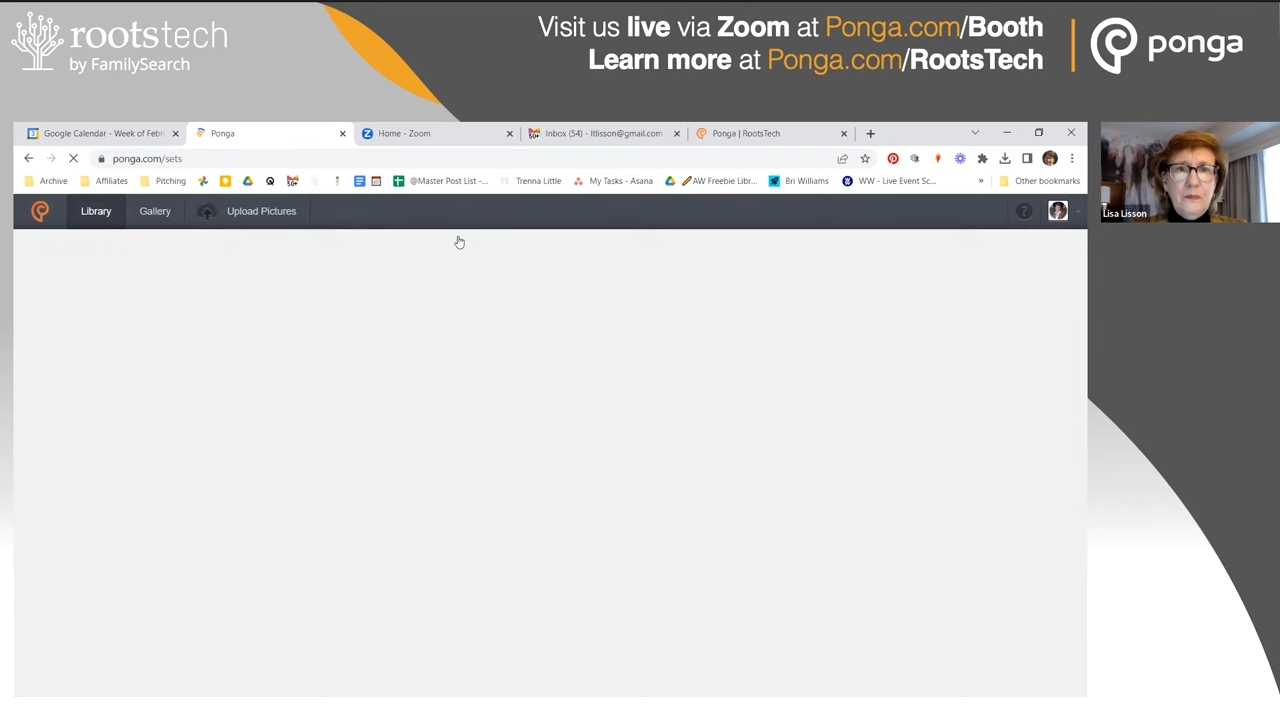 rootstech
by FamilySearch
Visit us live via Zoom at Ponga.com/Booth
Learn more at Ponga.com/RootsTech
ponga
Google Calendar - Week of Febr
Ponga
Home - Zoom
Inbox (54) - ltlisson@gmail.com
Ponga | RootsTech
ponga.com/sets
Archive
Affiliates
Pitching
50+
@Master Post List -...
Trenna Little
My Tasks - Asana
AW Freebie Libr...
Bri Williams
WW - Live Event Sc...
»
Other bookmarks
Library
Gallery
Upload Pictures
?
Lisa Lisson